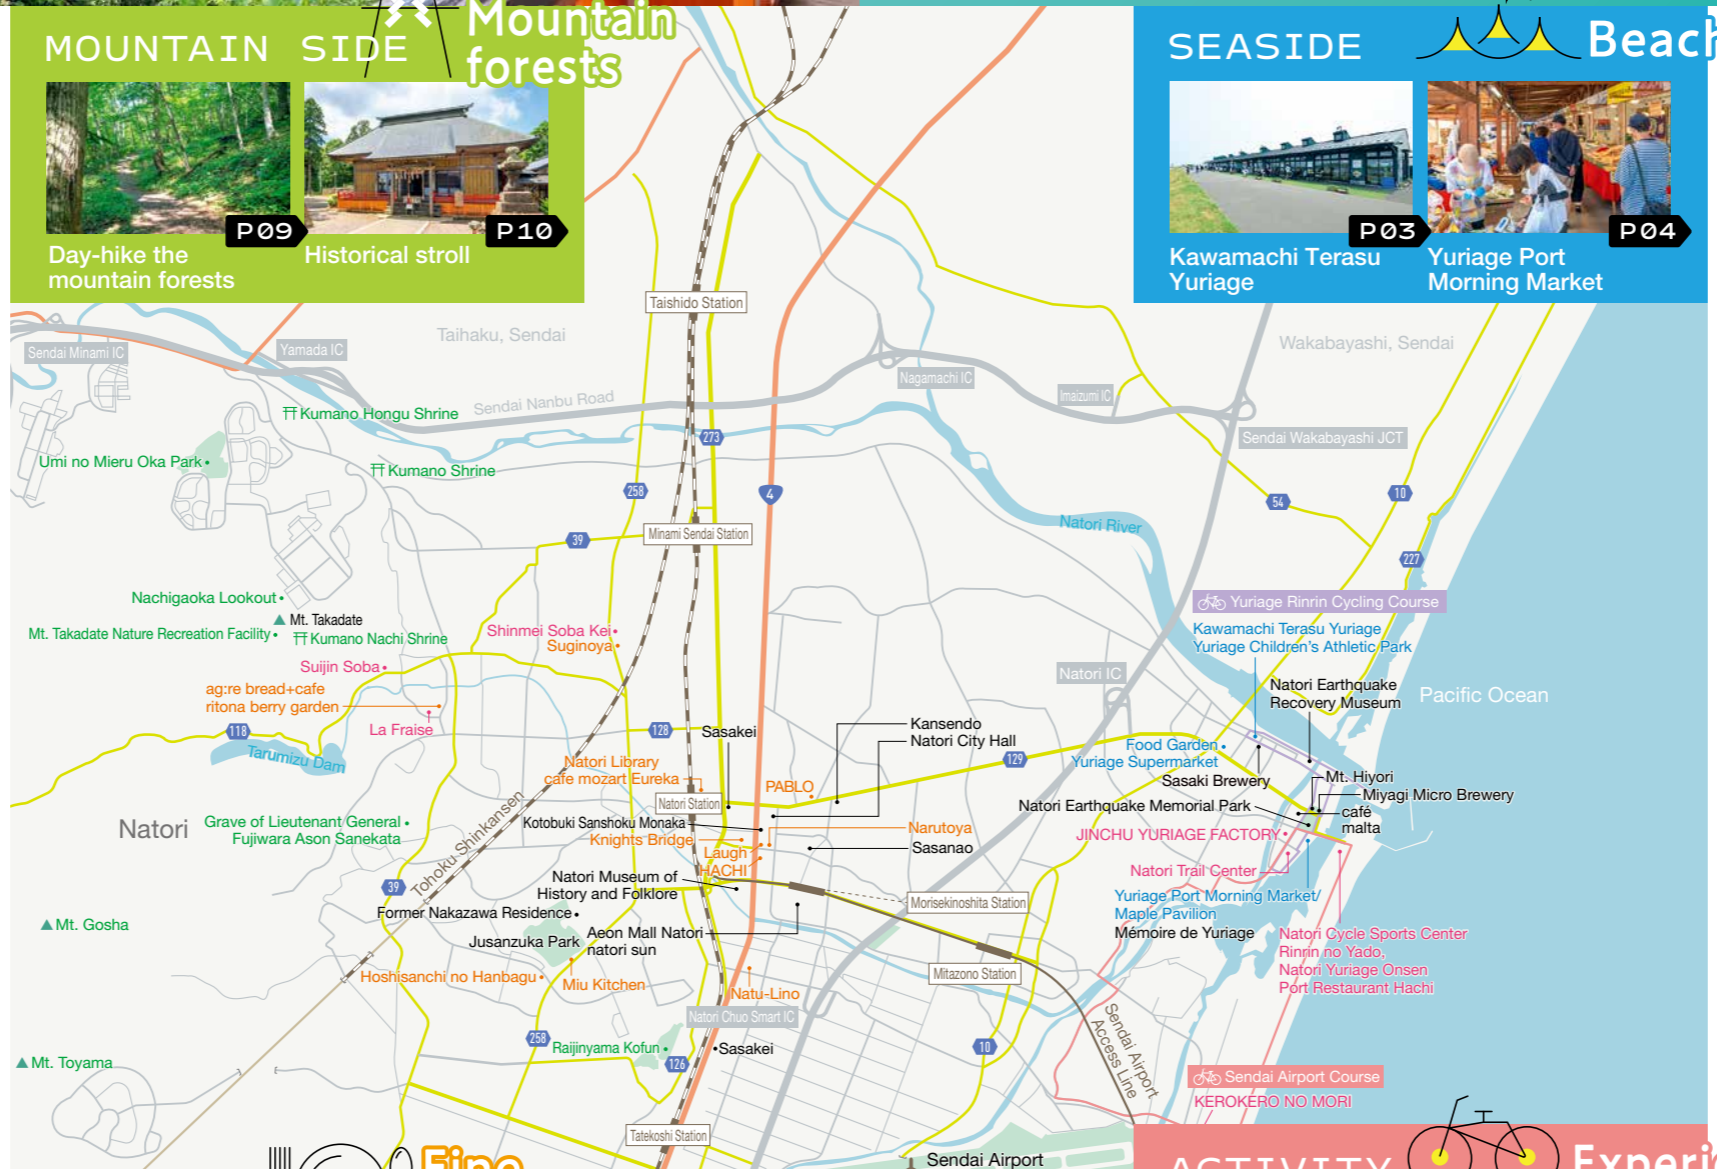 MOUNTAIN SIDE
Mountain
forests
P09
P10
Day-hike the
mountain forests
Historical stroll
SEASIDE
Beach
P03
P04
Kawamachi Terasu
Yuriage
Yuriage Port
Morning Market
Taishido Station
Taihaku, Sendai
Wakabayashi, Sendai
Sendai Minami IC
Yamada IC
Nagamachi IC
Imaizumi IC
Sendai Nanbu Road
Kumano Hongu Shrine
Sendai Wakabayashi JCT
273
Umi no Mieru Oka Park
Kumano Shrine
258
4
54
10
Natori River
Minami Sendai Station
39
227
Nachigaoka Lookout
Yuriage Rinrin Cycling Course
Mt. Takadate
Mt. Takadate Nature Recreation Facility
Kumano Nachi Shrine
Shinmei Soba Kei
Suginoya
Kawamachi Terasu Yuriage
Yuriage Children's Athletic Park
Suijin Soba
Natori IC
Natori Earthquake
Recovery Museum
Pacific Ocean
ag:re bread+cafe
ritona berry garden
La Fraise
118
Tarumizu Dam
128
Sasakei
Kansendo
Natori City Hall
129
Food Garden
Yuriage Supermarket
Sasaki Brewery
Natori Library
cafe mozart Eureka
PABLO
Mt. Hiyori
Miyagi Micro Brewery
Natori Station
Natori Earthquake Memorial Park
café
malta
Natori
Grave of Lieutenant General
Fujiwara Ason Sanekata
Tohoku Shinkansen
Kotobuki Sanshoku Monaka
Knights Bridge
Laugh
HACHI
Narutoya
Sasanao
JINCHU YURIAGE FACTORY
Natori Trail Center
Natori Museum of
History and Folklore
39
Morisekinoshita Station
Yuriage Port Morning Market/
Maple Pavilion
Mémoire de Yuriage
Mt. Gosha
Former Nakazawa Residence
Jusanzuka Park
Aeon Mall Natori
natori sun
Natori Cycle Sports Center
Rinrin no Yado,
Natori Yuriage Onsen
Port Restaurant Hachi
Hoshisanchi no Hanbagu
Miu Kitchen
Mitazono Station
Natu-Lino
Natori Chuo Smart IC
258
Raijinyama Kofun
126
Sasakei
10
Sendai Airport
Access Line
Mt. Toyama
Sendai Airport Course
KEROKERO NO MORI
Tatekoshi Station
Fine
Sendai Airport
ACTIVITY
Experi